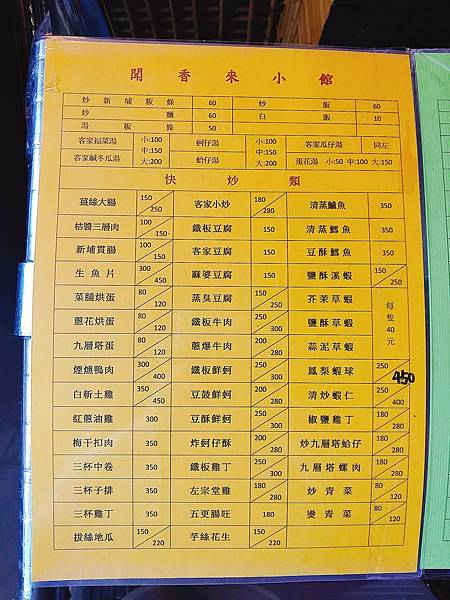 聞香來小館
炒新埔粄條 60 炒飯 60
炒麵 60 白飯 10
湯粄條 50
客家福菜湯 小:100 蚵仔湯 小:100 客家瓜仔湯 同左
中:150 中:150
客家鹹冬瓜湯 大:200 蛤仔湯 大:200 蛋花湯 小:50 中:100 大:150
快炒類
薑絲大腸 150/250 客家小炒 180/280 清蒸鱸魚 350
桔醬三層肉 100/150 鐵板豆腐 150 清蒸鱈魚 350
新埔貫腸 100/150 客家豆腐 150 豆酥鱈魚 350
生魚片 300/450 麻婆豆腐 150 鹽酥溪蝦 150/250
菜脯烘蛋 80/120 蒸臭豆腐 150/250 芥茉草蝦 每隻40元
蔥花烘蛋 80/120 鐵板牛肉 250/300 鹽酥草蝦
九層塔蛋 80/120 蔥爆牛肉 200/300 蒜泥草蝦
煙燻鴨肉 300/400 鐵板鮮蚵 250/300 鳳梨蝦球 250 450
白斬土雞 350/450 豆鼓鮮蚵 200/280 清炒蝦仁 250/400
紅蔥油雞 300 豆酥鮮蚵 200/280 椒鹽雞丁 180/280
梅干扣肉 350 炸蚵仔酥 200/280 炒九層塔蛤仔 180/280
三杯中卷 350 鐵板雞丁 250/300 九層塔螺肉 180/280
三杯子排 350 左宗堂雞 180/280 炒青菜 80/120
三杯雞丁 350 五更腸旺 180 燙青菜 80/120
拔絲地瓜 150/220 芋絲花生 150/220